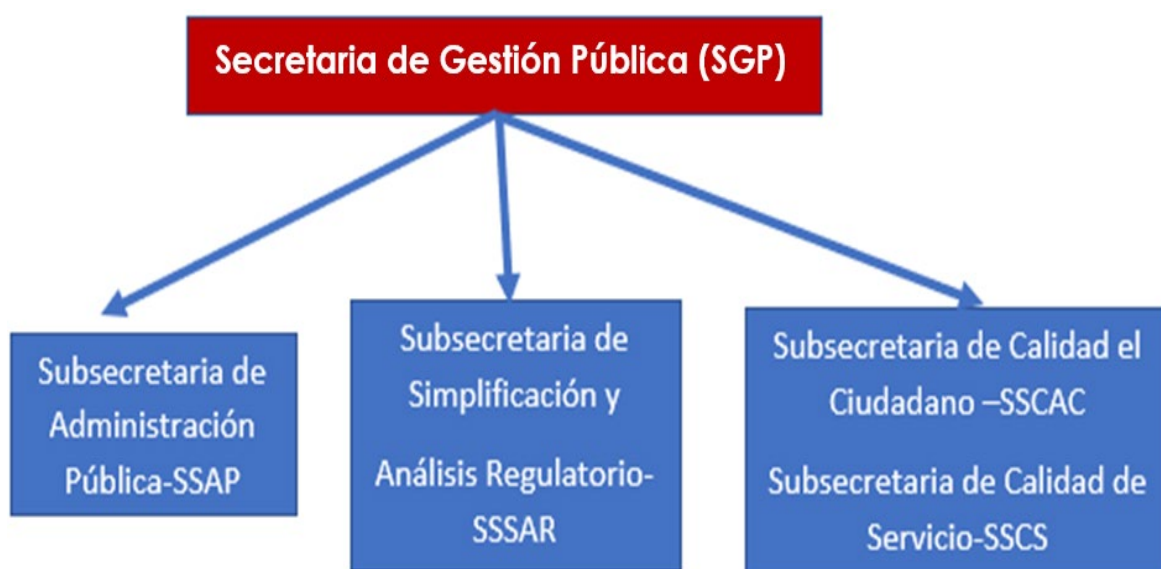 Secretaria de Gestión Pública (SGP)
Subsecretaria de
Administración
Pública-SSAP
Subsecretaria de
Simplificación y
Análisis Regulatorio-
SSSAR
Subsecretaria de Calidad el
Ciudadano –SSCAC
Subsecretaria de Calidad de
Servicio-SSCS